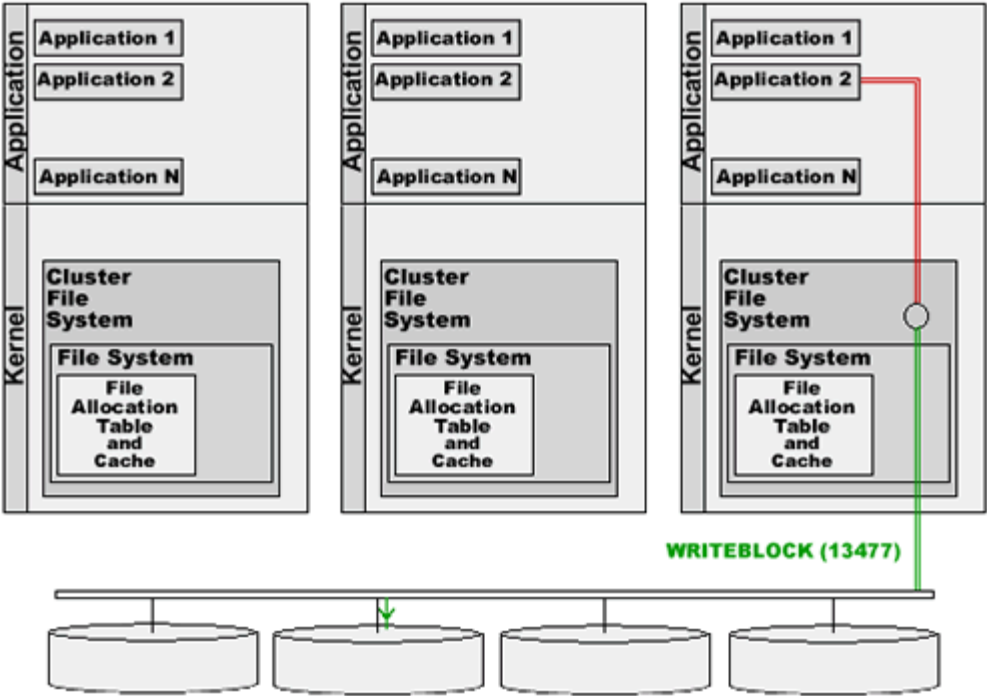 Application
Application 1
Application 2
Application N
Kernel
Cluster
File
System
File System
File
Allocation
Table
and
Cache
Application
Application 1
Application 2
Application N
Kernel
Cluster
File
System
File System
File
Allocation
Table
and
Cache
Application
Application 1
Application 2
Application N
Kernel
Cluster
File
System
File System
File
Allocation
Table
and
Cache
WRITEBLOCK (13477)